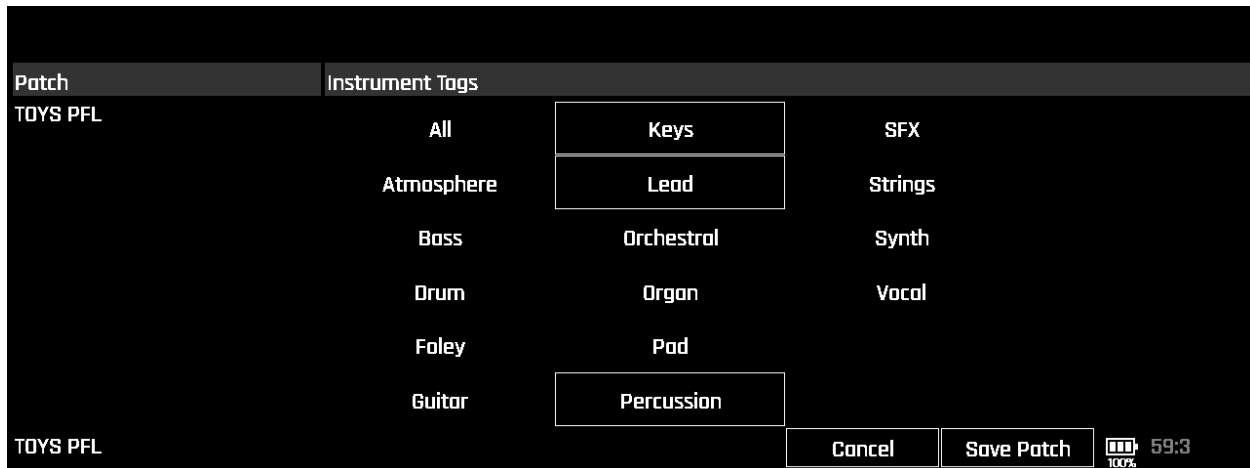 Patch Instrument Tags
TOYS PFL
All Keys SFX
Atmosphere Lead Strings
Bass Orchestral Synth
Drum Organ Vocal
Foley Pad
Guitar Percussion
TOYS PFL Cancel Save Patch 100% 59:3